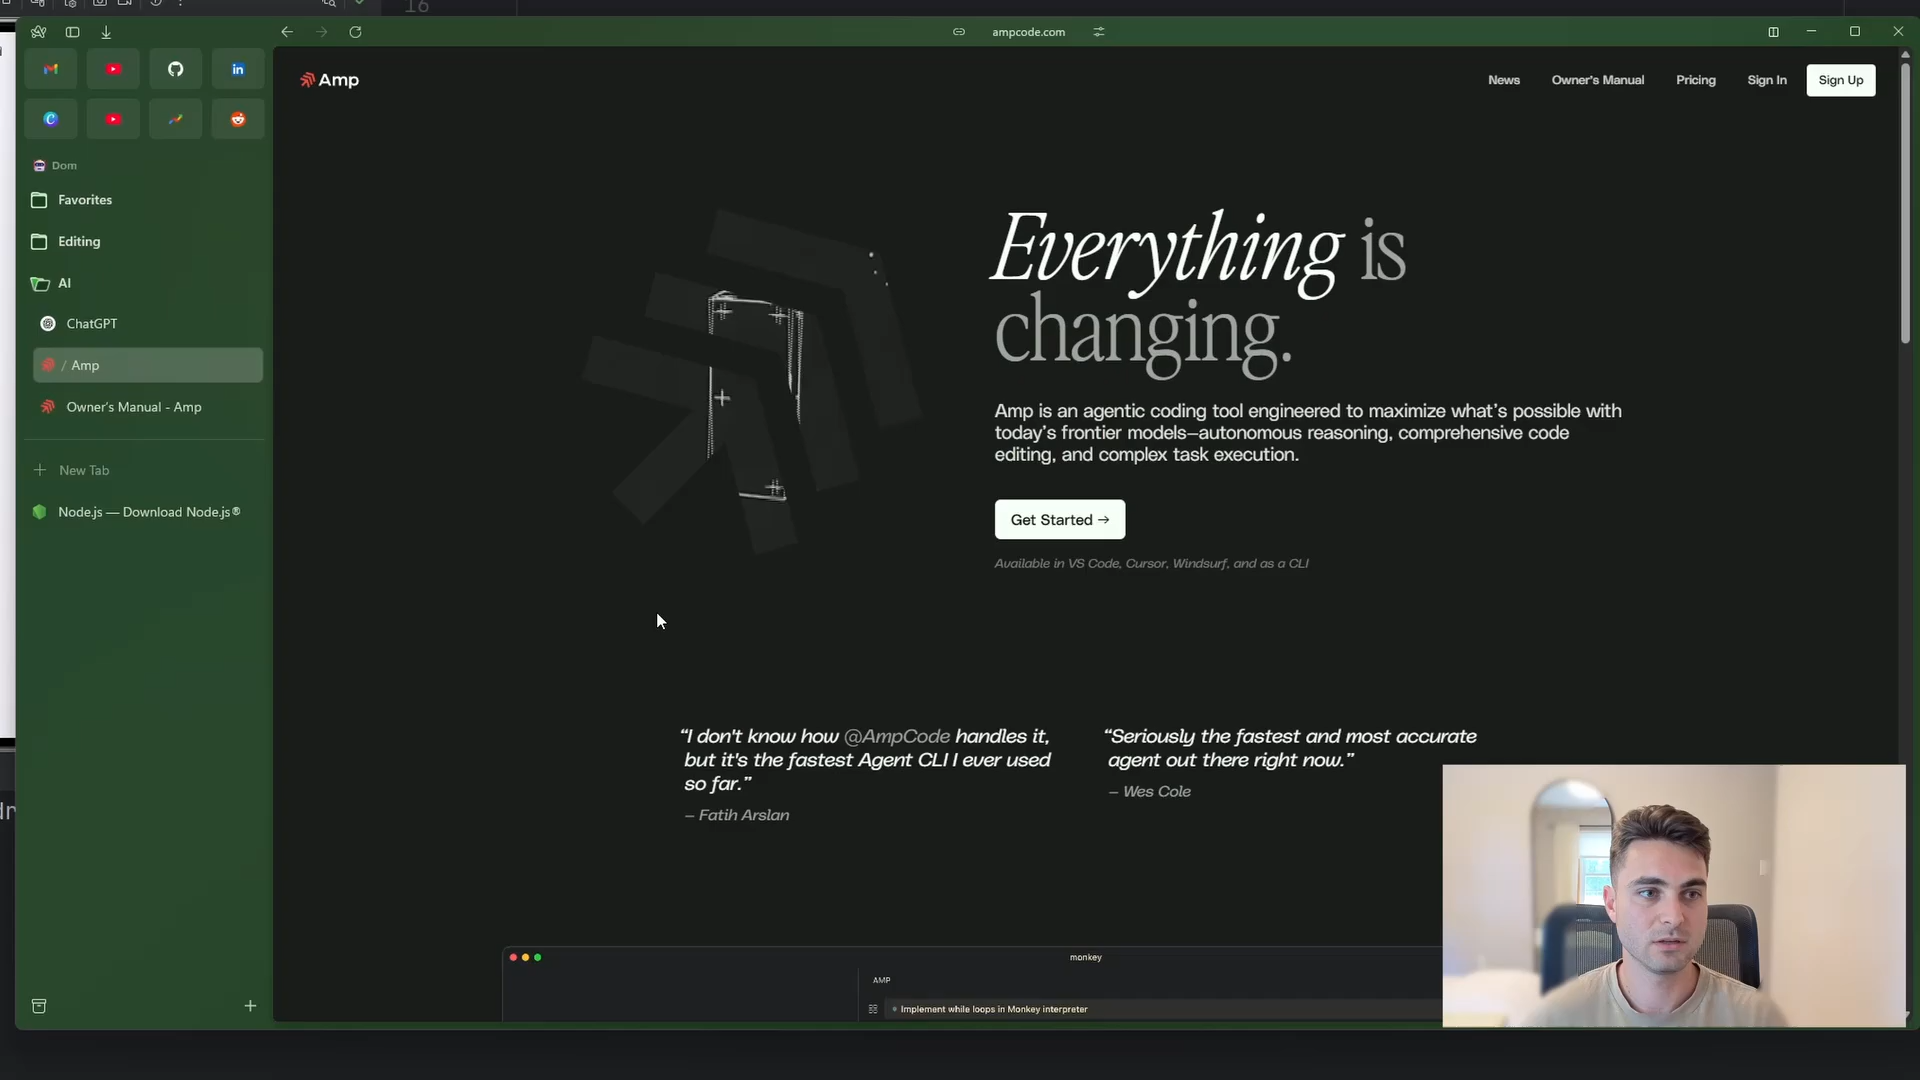 16
ampcode.com
Amp
News
Owner's Manual
Pricing
Sign In
Sign Up
Dom
Favorites
Editing
AI
ChatGPT
/ Amp
Owner's Manual - Amp
New Tab
Node.js — Download Node.js®
Everything is
changing.
Amp is an agentic coding tool engineered to maximize what's possible with
today's frontier models—autonomous reasoning, comprehensive code
editing, and complex task execution.
Get Started →
Available in VS Code, Cursor, Windsurf, and as a CLI
"I don't know how @AmpCode handles it,
but it's the fastest Agent CLI I ever used
so far."
– Fatih Arslan
"Seriously the fastest and most accurate
agent out there right now."
– Wes Cole
monkey
AMP
Implement while loops in Monkey interpreter